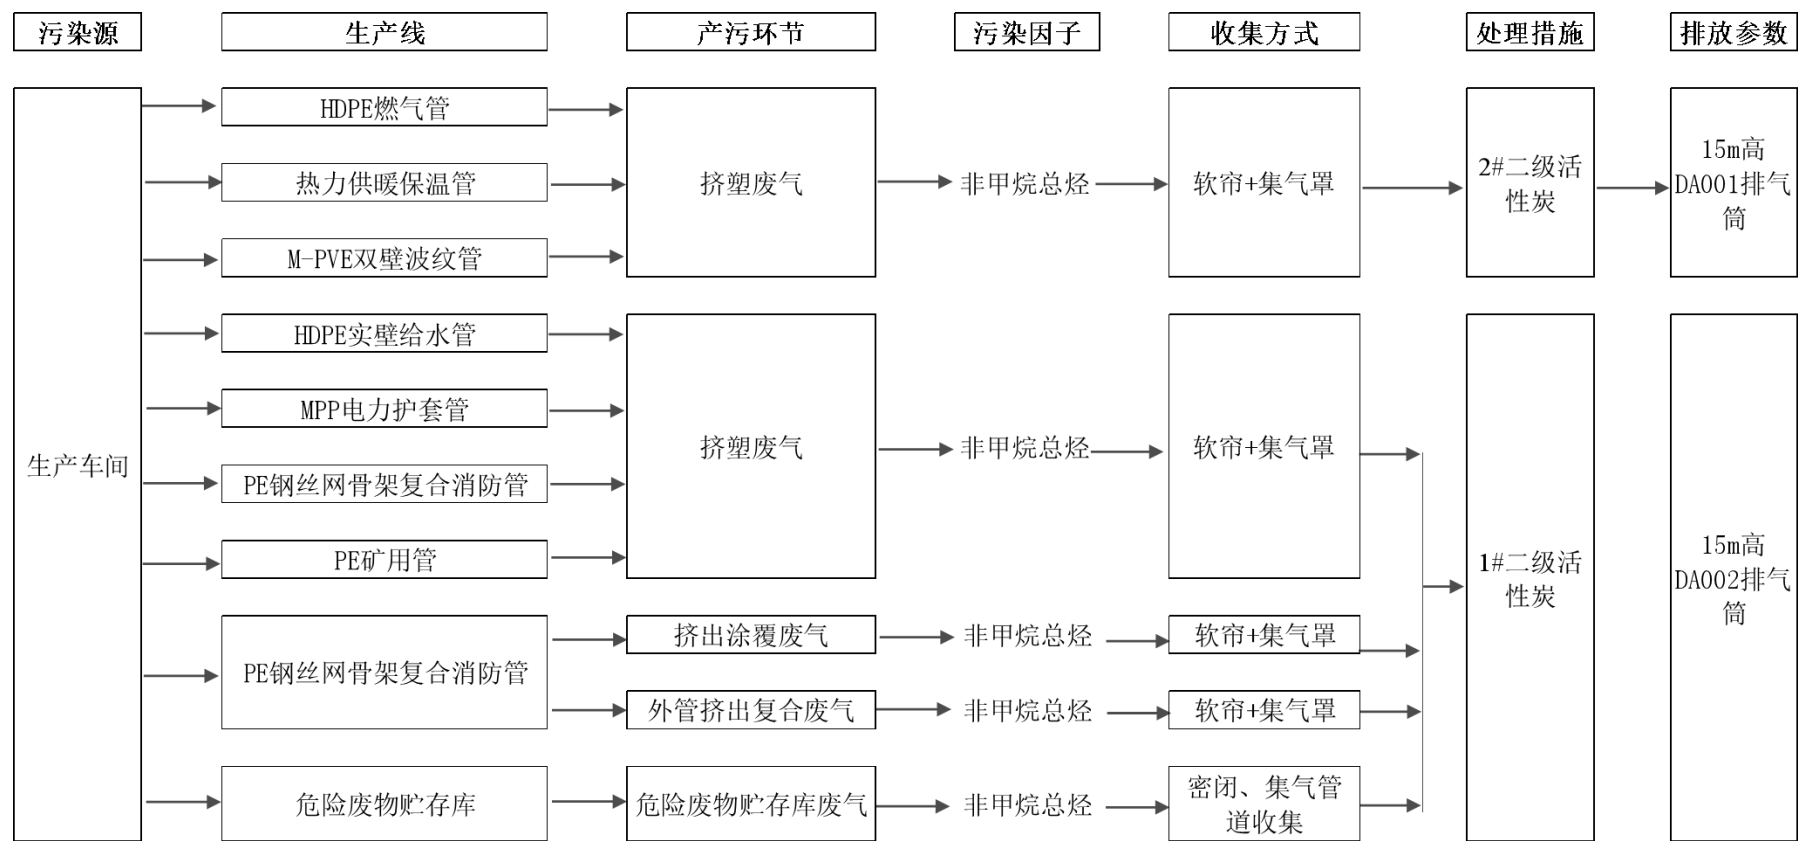 污染源
生产线
产污环节
污染因子
收集方式
处理措施
排放参数
生产车间
HDPE燃气管
热力供暖保温管
M-PVE双壁波纹管
挤塑废气
非甲烷总烃
软帘+集气罩
2#二级活
性炭
15m高
DA001排气
筒
HDPE实壁给水管
MPP电力护套管
PE钢丝网骨架复合消防管
PE矿用管
挤塑废气
非甲烷总烃
软帘+集气罩
PE钢丝网骨架复合消防管
挤出涂覆废气
非甲烷总烃
软帘+集气罩
外管挤出复合废气
非甲烷总烃
软帘+集气罩
危险废物贮存库
危险废物贮存库废气
非甲烷总烃
密闭、集气管
道收集
1#二级活
性炭
15m高
DA002排气
筒